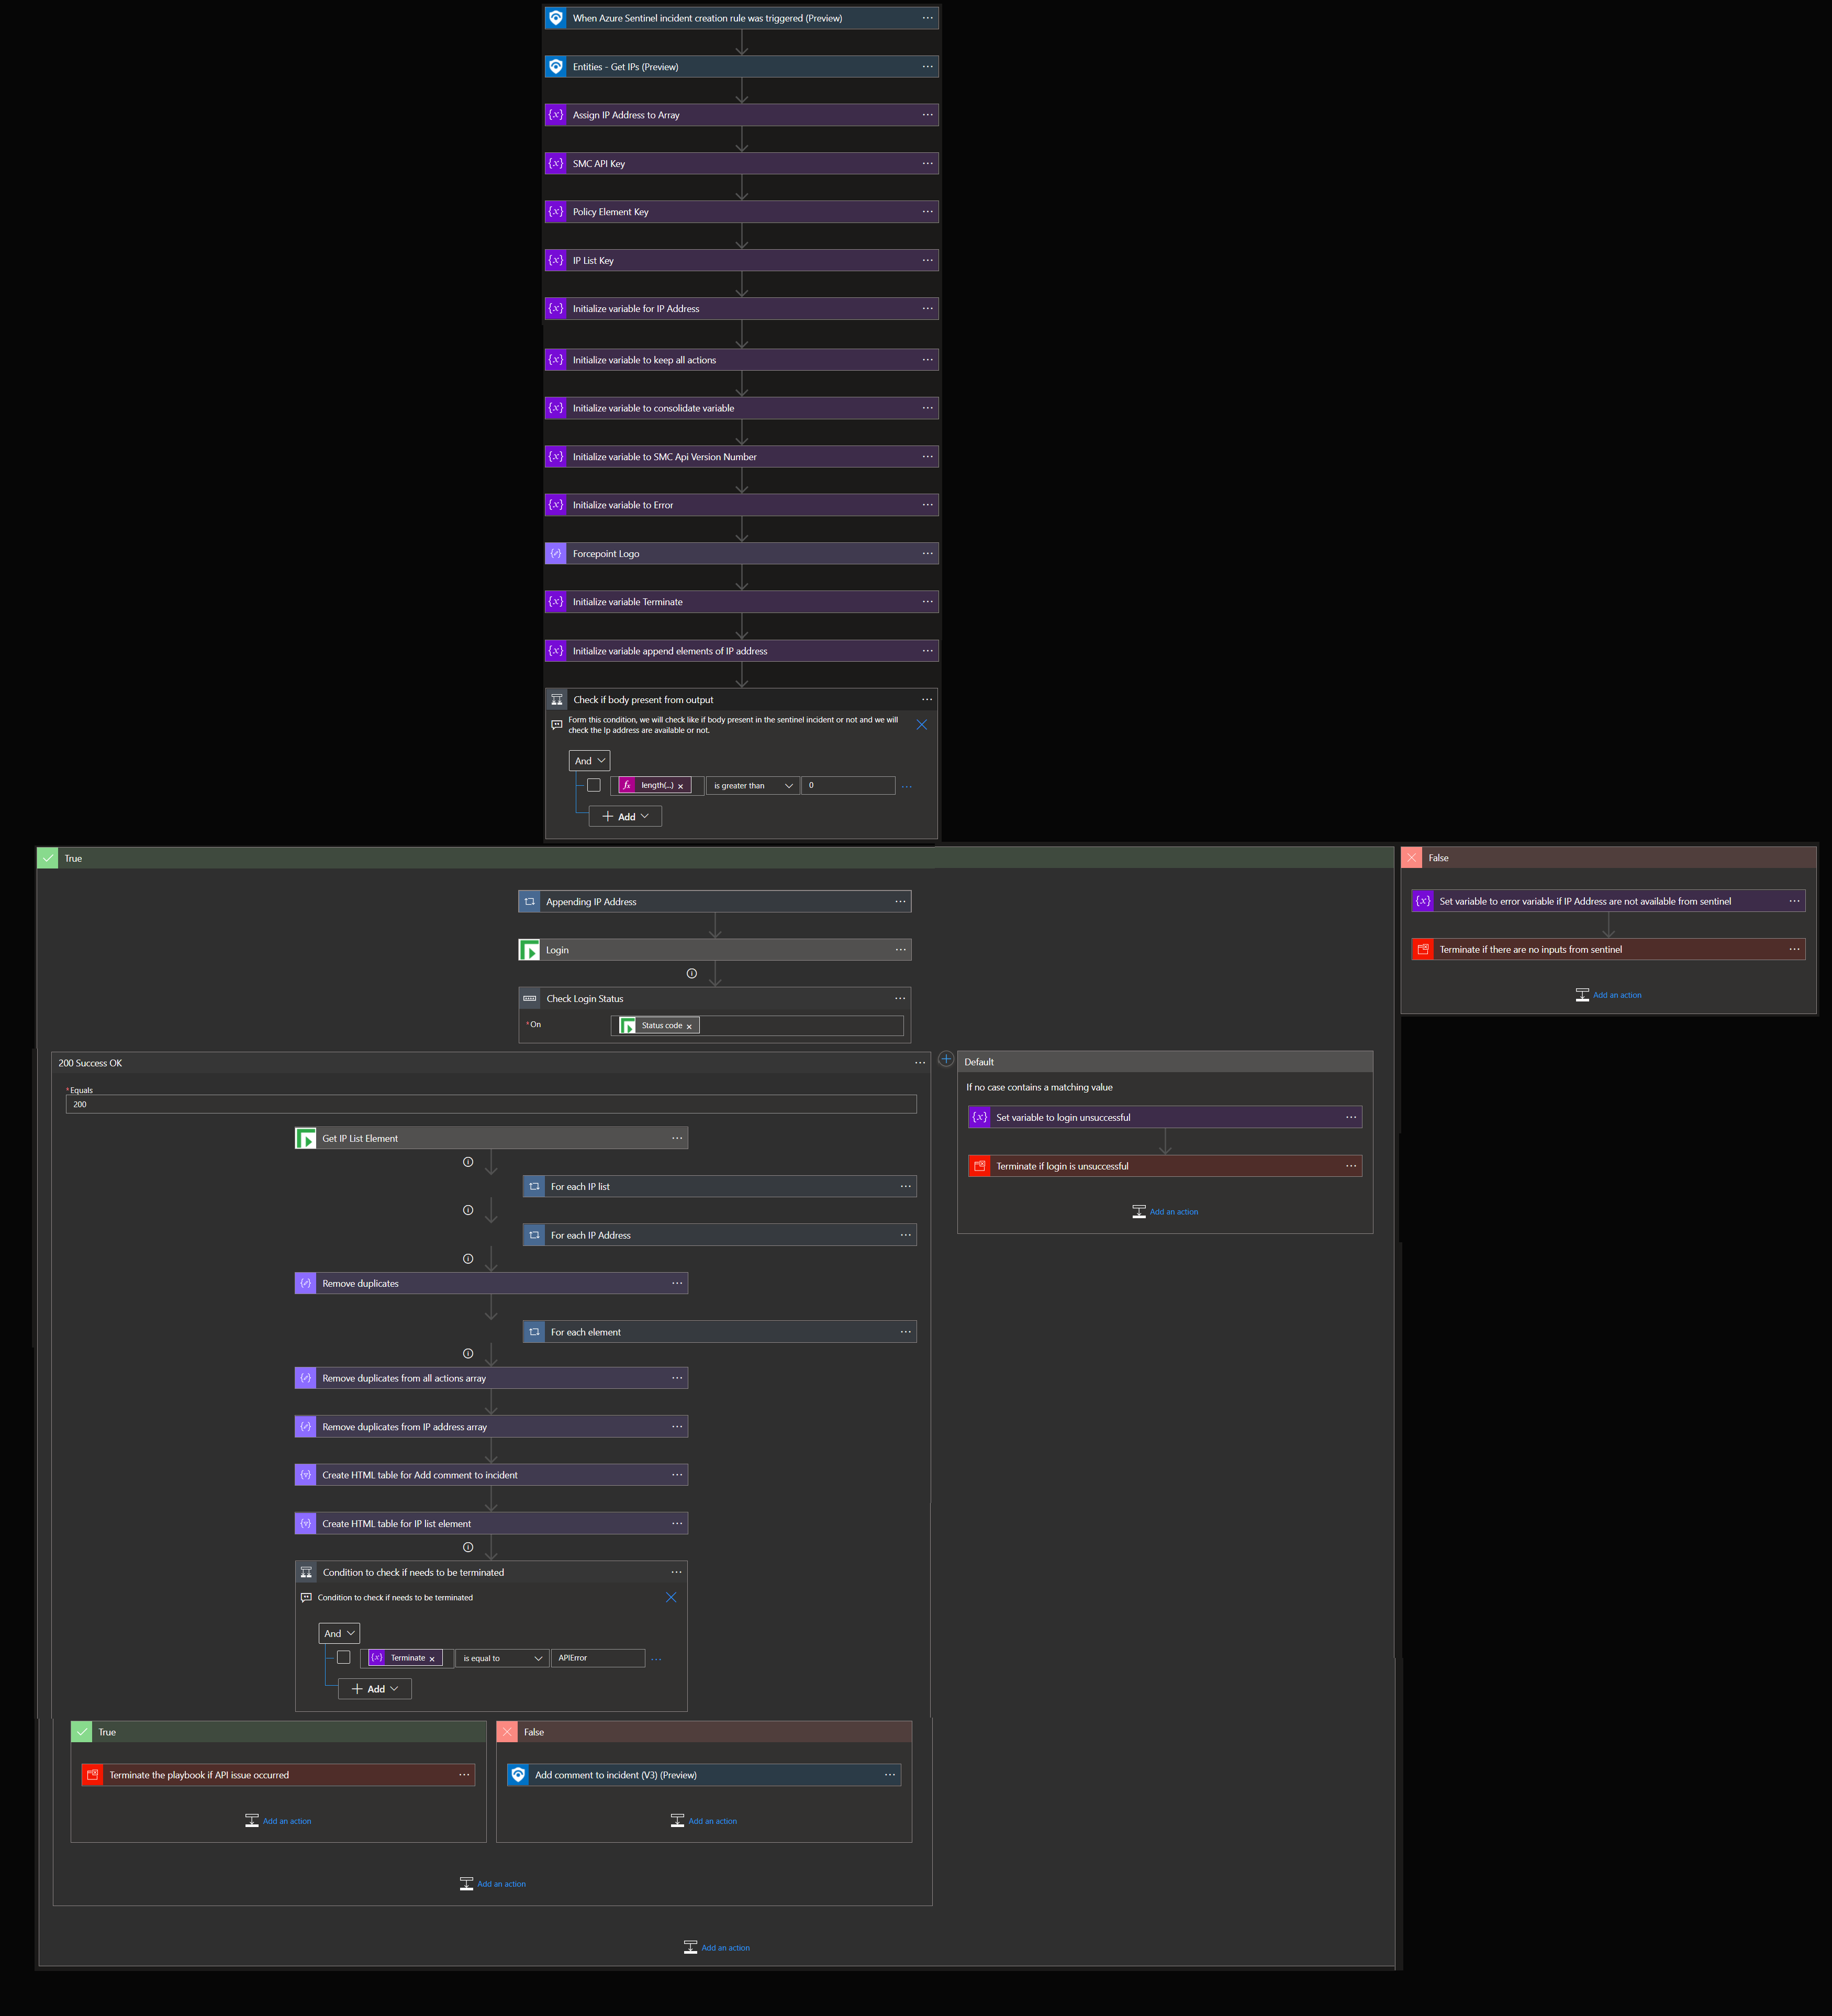 When Azure Sentinel incident creation rule was triggered (Preview)
Entities - Get IPs (Preview)
{x} Assign IP Address to Array
{x} SMC API Key
{x} Policy Element Key
{x} IP List Key
{x} Initialize variable for IP Address
{x} Initialize variable to keep all actions
{x} Initialize variable to consolidate variable
{x} Initialize variable to SMC Api Version Number
{x} Initialize variable to Error
Forcepoint Logo
{x} Initialize variable Terminate
{x} Initialize variable append elements of IP address
Check if body present from output
Form this condition, we will check like if body present in the sentinel incident or not and we will
check the Ip address are available or not.
And
fx length(...) × is greater than 0
+ Add
True
Appending IP Address
Login
Check Login Status
* On Status code ×
200 Success OK
* Equals
200
Get IP List Element
For each IP list
For each IP Address
Remove duplicates
For each element
Remove duplicates from all actions array
Remove duplicates from IP address array
Create HTML table for Add comment to incident
Create HTML table for IP list element
Condition to check if needs to be terminated
Condition to check if needs to be terminated
And
{x} Terminate × is equal to APIError
+ Add
True
Terminate the playbook if API issue occurred
Add an action
False
Add comment to incident (V3) (Preview)
Add an action
Add an action
Default
If no case contains a matching value
{x} Set variable to login unsuccessful
Terminate if login is unsuccessful
Add an action
Add an action
False
{x} Set variable to error variable if IP Address are not available from sentinel
Terminate if there are no inputs from sentinel
Add an action